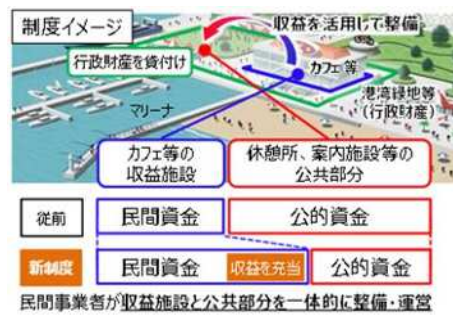 制度イメージ
収益を活用して整備
行政財産を貸付け
カフェ等
港湾緑地等
(行政財産)
マリーナ
カフェ等の
収益施設
休憩所、案内施設等の
公共部分
従前
民間資金
公的資金
新制度
民間資金
収益を充当
公的資金
民間事業者が収益施設と公共部分を一体的に整備・運営